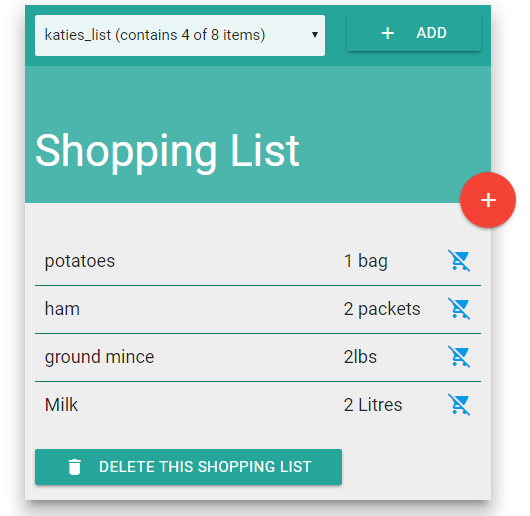 katies_list (contains 4 of 8 items)
+ ADD
Shopping List
+
potatoes 1 bag
ham 2 packets
ground mince 2lbs
Milk 2 Litres
DELETE THIS SHOPPING LIST